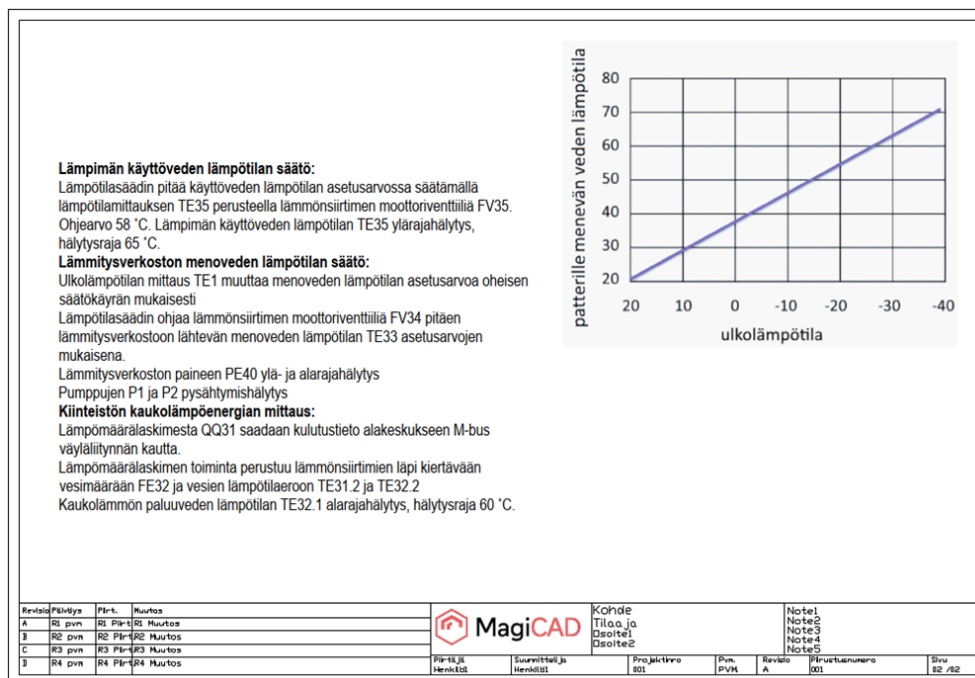 Lämpimän käyttöveden lämpötilan säätö:
Lämpötilasäädin pitää käyttöveden lämpötilan asetusarvossa säätämällä
lämpötilamittauksen TE35 perusteella lämmönsiirtimen moottoriventtiiliä FV35.
Ohjearvo 58 ˚C. Lämpimän käyttöveden lämpötilan TE35 ylärajahälytys,
hälytysraja 65 ˚C.
Lämmitysverkoston menoveden lämpötilan säätö:
Ulkolämpötilan mittaus TE1 muuttaa menoveden lämpötilan asetusarvoa oheisen
säätökäyrän mukaisesti
Lämpötilasäädin ohjaa lämmönsiirtimen moottoriventtiiliä FV34 pitäen
lämmitysverkostoon lähtevän menoveden lämpötilan TE33 asetusarvojen
mukaisena.
Lämmitysverkoston paineen PE40 ylä- ja alarajahälytys
Pumppujen P1 ja P2 pysähtymishälytys
Kiinteistön kaukolämpöenergian mittaus:
Lämpömäärälaskimesta QQ31 saadaan kulutustieto alakeskukseen M-bus
väyläliitynnän kautta.
Lämpömäärälaskimen toiminta perustuu lämmönsiirtimien läpi kiertävään
vesimäärään FE32 ja vesien lämpötilaeroon TE31.2 ja TE32.2
Kaukolämmön paluuveden lämpötilan TE32.1 alarajahälytys, hälytysraja 60 ˚C.
patterille menevän veden lämpötila
80
70
60
50
40
30
20
20 10 0 -10 -20 -30 -40
ulkolämpötila
Revisio Päiväys Piirt. Muutos
A R1 pvm R1 Piirt R1 Muutos
B R2 pvm R2 Piirt R2 Muutos
C R3 pvm R3 Piirt R3 Muutos
D R4 pvm R4 Piirt R4 Muutos
MagiCAD
Kohde
Tilaaja
Osoite1
Osoite2
Note1
Note2
Note3
Note4
Note5
Piirtäjä Suunnittelija Projektinro Pvm. Revisio Piirustusnumero Sivu
Henkilö1 Henkilö1 001 PVM A 001 02 /02